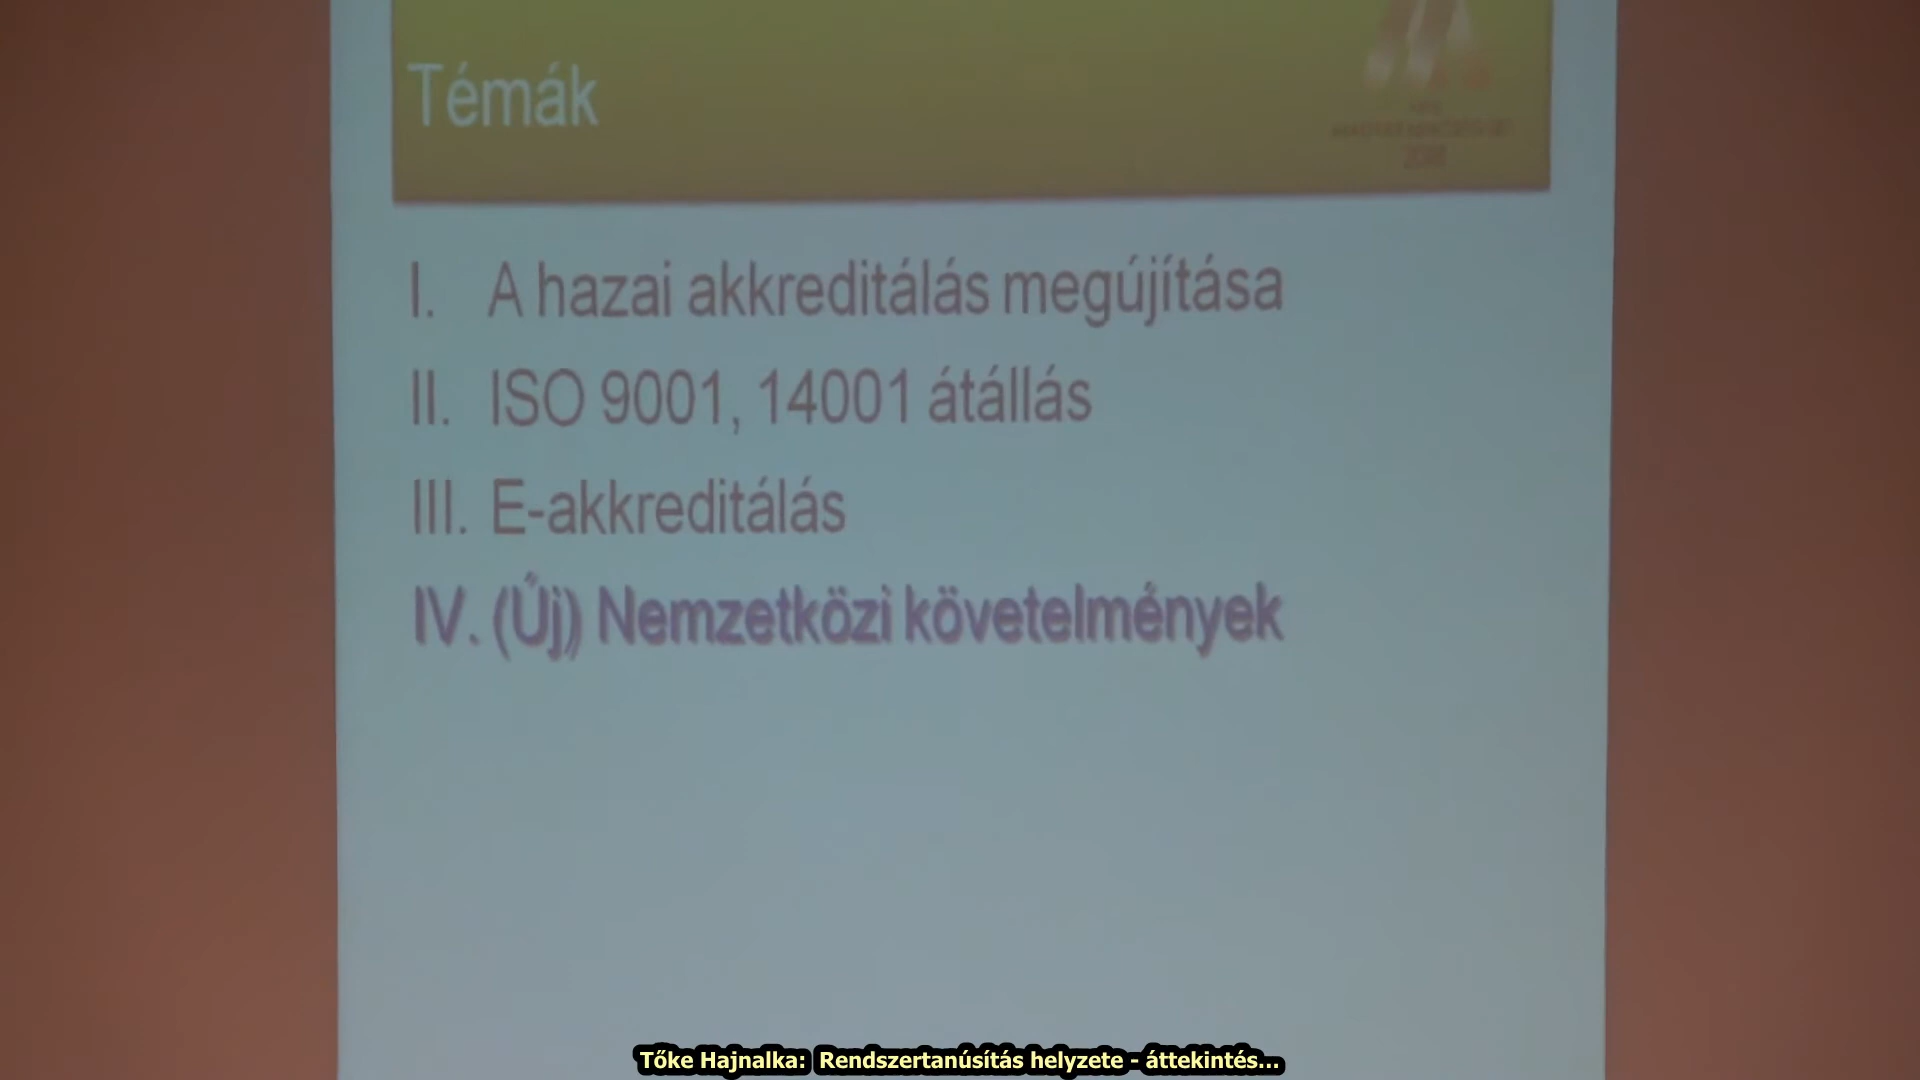 Témák
I. A hazai akkreditálás megújítása
II. ISO 9001, 14001 átállás
III. E-akkreditálás
IV. (Új) Nemzetközi követelmények
Tőke Hajnalka: Rendszertanúsítás helyzete - áttekintés...